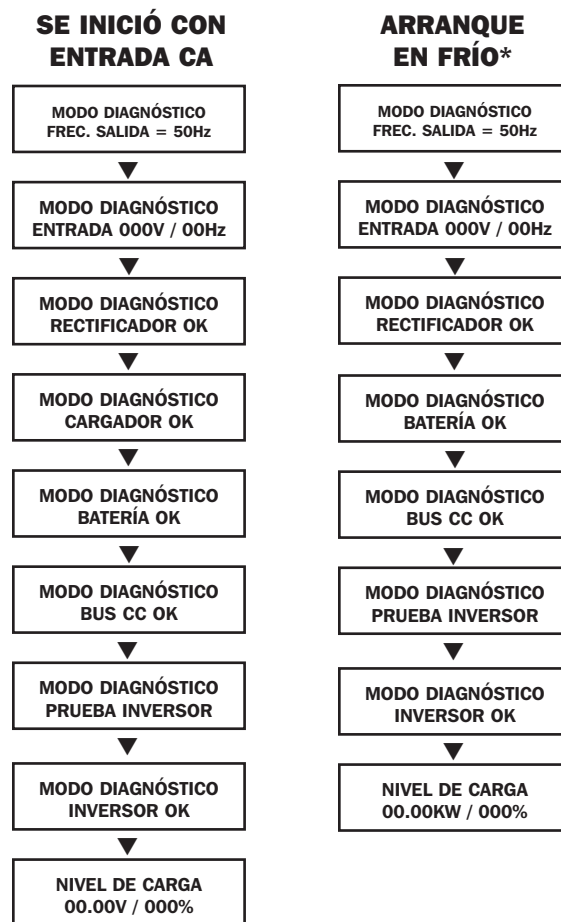 SE INICIÓ CON
ENTRADA CA
MODO DIAGNÓSTICO
FREC. SALIDA = 50Hz
MODO DIAGNÓSTICO
ENTRADA 000V / 00Hz
MODO DIAGNÓSTICO
RECTIFICADOR OK
MODO DIAGNÓSTICO
CARGADOR OK
MODO DIAGNÓSTICO
BATERÍA OK
MODO DIAGNÓSTICO
BUS CC OK
MODO DIAGNÓSTICO
PRUEBA INVERSOR
MODO DIAGNÓSTICO
INVERSOR OK
NIVEL DE CARGA
00.00V / 000%
ARRANQUE
EN FRÍO*
MODO DIAGNÓSTICO
FREC. SALIDA = 50Hz
MODO DIAGNÓSTICO
ENTRADA 000V / 00Hz
MODO DIAGNÓSTICO
RECTIFICADOR OK
MODO DIAGNÓSTICO
BATERÍA OK
MODO DIAGNÓSTICO
BUS CC OK
MODO DIAGNÓSTICO
PRUEBA INVERSOR
MODO DIAGNÓSTICO
INVERSOR OK
NIVEL DE CARGA
00.00KW / 000%